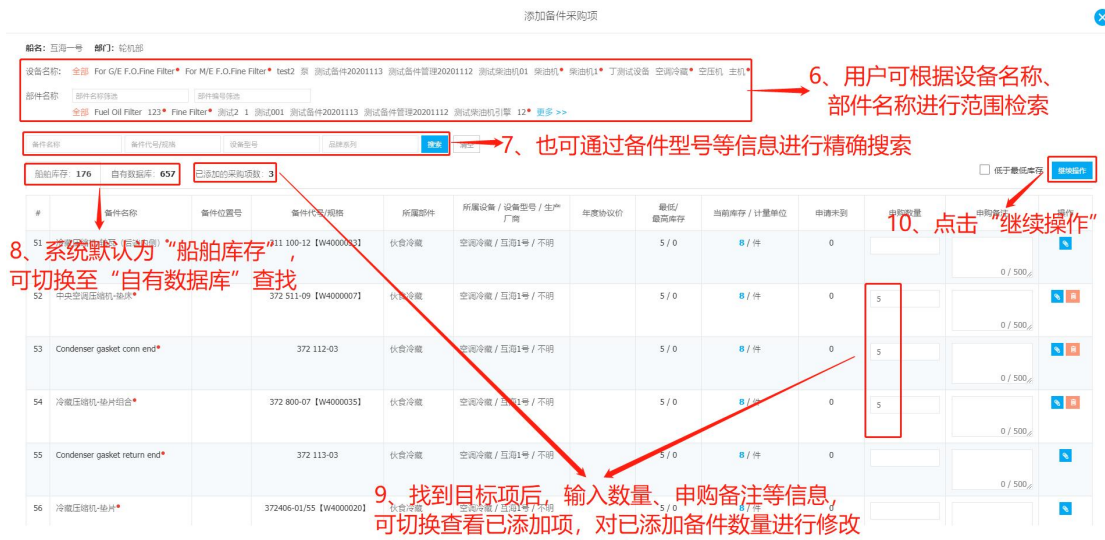 添加备件采购项
船名: 互海一号 部门: 轮机部
设备名称: 全部 For G/E F.O.Fine Filter* For M/E F.O.Fine Filter* test2 泵 测试备件20201113 测试备件管理20201112 测试柴油机01 柴油机* 柴油机1* 丁测试设备 空调冷藏* 空压机 主机*
部件名称 部件名称筛选 部件编号筛选
全部 Fuel Oil Filter 123* Fine Filter* 测试2 1 测试001 测试备件20201113 测试备件管理20201112 测试柴油机引擎 12* 更多 >>
6、用户可根据设备名称、
部件名称进行范围检索
备件名称 备件代号/规格 设备型号 品牌系列 搜索 清空
7、也可通过备件型号等信息进行精确搜索
船舶库存: 176 自有数据库: 657 已添加的采购项数: 3 低于最低库存 继续操作
# 备件名称 备件位置号 备件代号/规格 所属部件 所属设备 / 设备型号 / 生产厂商 年度协议价 最低/最高库存 当前库存 / 计量单位 申请未到 申购数量 申购备注 操作
10、点击“继续操作”
51 311 100-12【W4000023】 伙食冷藏 空调冷藏 / 互海1号 / 不明 5 / 0 8 / 件 0
0 / 500
8、系统默认为“船舶库存”,
可切换至“自有数据库”查找
52 中央空调压缩机-垫床* 372 511-09【W4000007】 伙食冷藏 空调冷藏 / 互海1号 / 不明 5 / 0 8 / 件 0 5
0 / 500
53 Condenser gasket conn end* 372 112-03 伙食冷藏 空调冷藏 / 互海1号 / 不明 5 / 0 8 / 件 0 5
0 / 500
54 冷藏压缩机-垫片组合* 372 800-07【W4000035】 伙食冷藏 空调冷藏 / 互海1号 / 不明 5 / 0 8 / 件 0 5
0 / 500
55 Condenser gasket return end* 372 113-03 伙食冷藏 空调冷藏 / 互海1号 / 不明 5 / 0 8 / 件 0
0 / 500
56 冷藏压缩机-垫片* 372406-01/55【W4000020】 伙食冷藏 空调冷藏 / 互海1号 / 不明 5 / 0 8 / 件 0
9、找到目标项后，输入数量、申购备注等信息,
可切换查看已添加项，对已添加备件数量进行修改